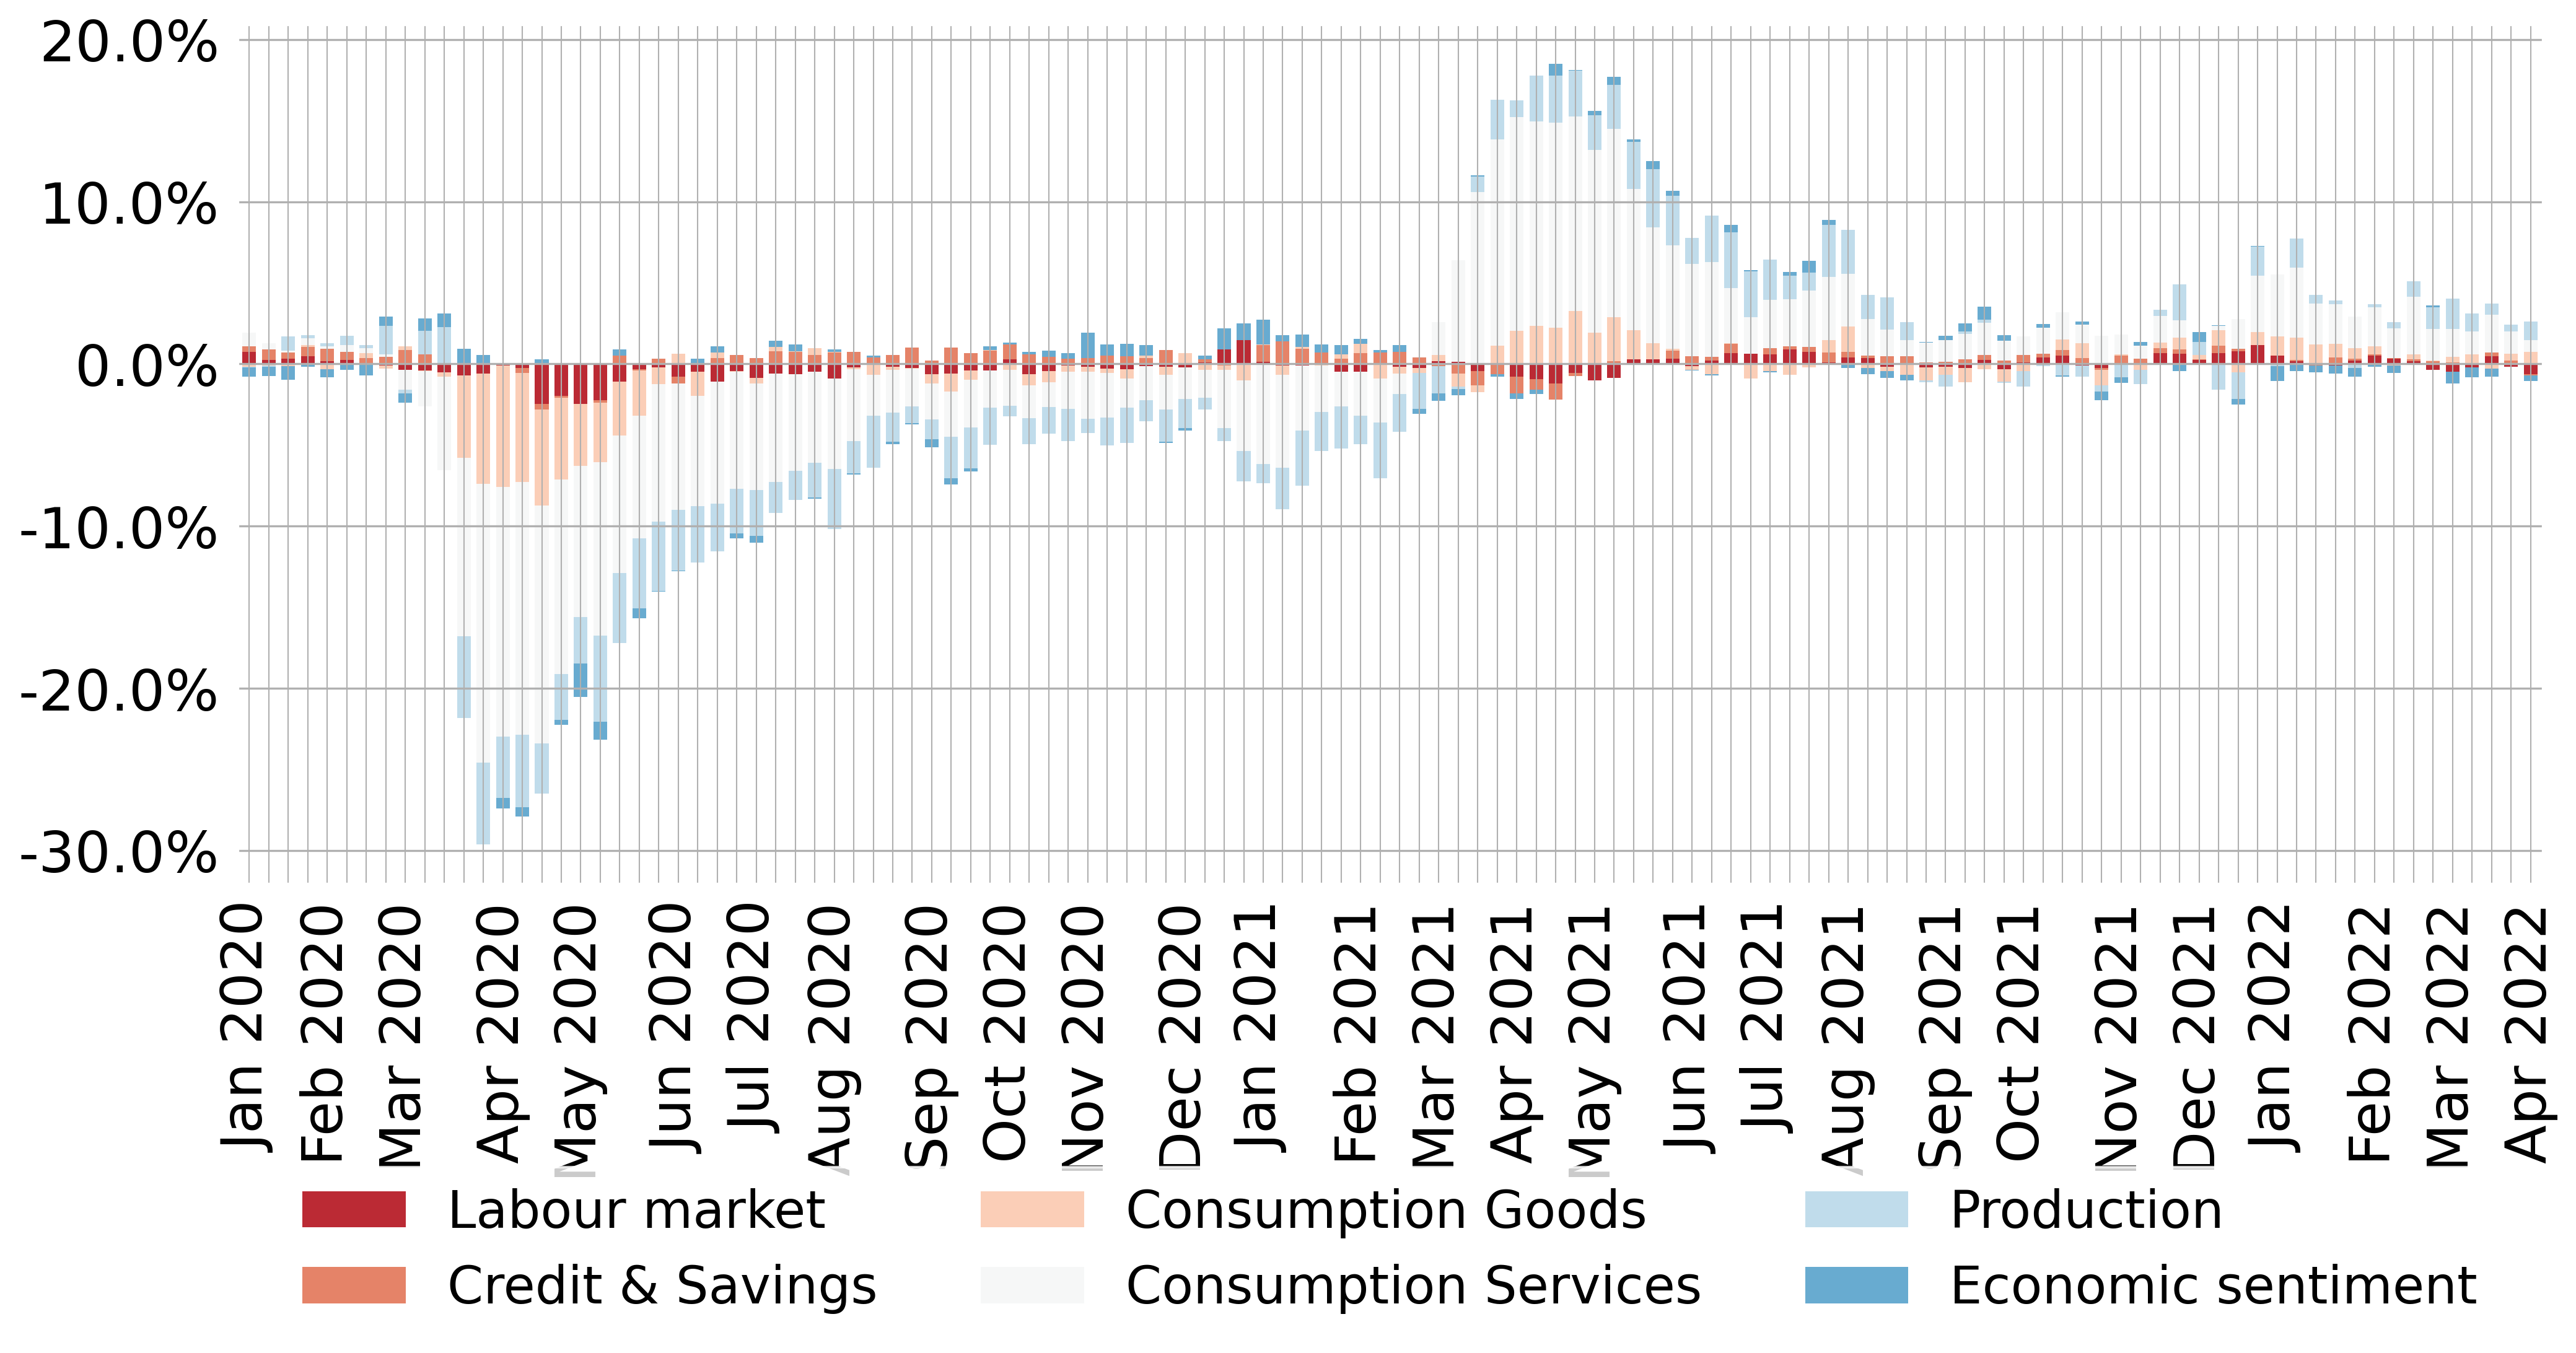 20.0%
10.0%
0.0%
-10.0%
-20.0%
-30.0%
Jan 2020
Feb 2020
Mar 2020
Apr 2020
May 2020
Jun 2020
Jul 2020
Aug 2020
Sep 2020
Oct 2020
Nov 2020
Dec 2020
Jan 2021
Feb 2021
Mar 2021
Apr 2021
May 2021
Jun 2021
Jul 2021
Aug 2021
Sep 2021
Oct 2021
Nov 2021
Dec 2021
Jan 2022
Feb 2022
Mar 2022
Apr 2022
Labour market
Credit & Savings
Consumption Goods
Consumption Services
Production
Economic sentiment